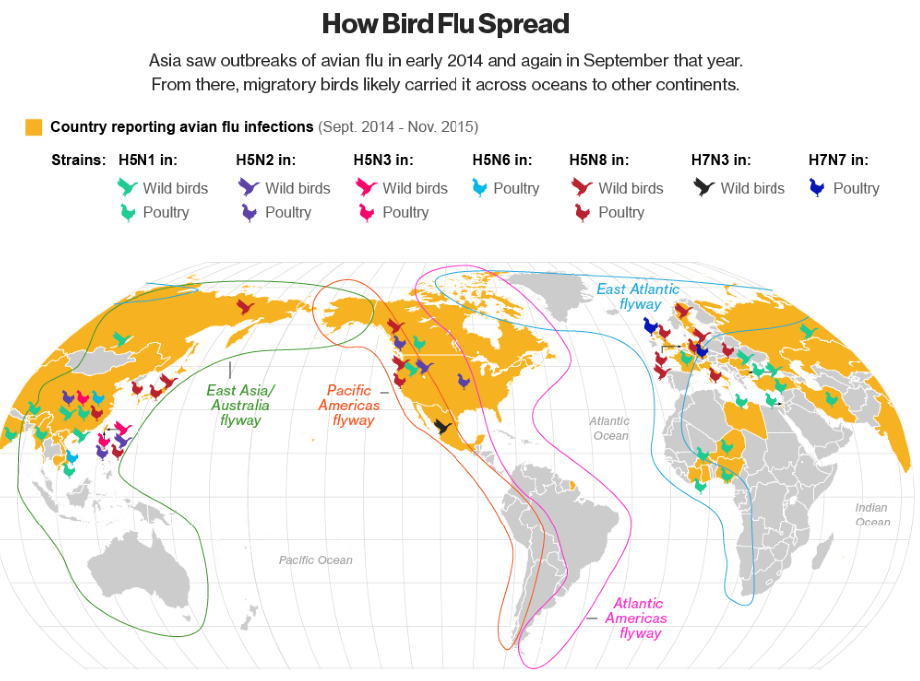 How Bird Flu Spread
Asia saw outbreaks of avian flu in early 2014 and again in September that year.
From there, migratory birds likely carried it across oceans to other continents.
Country reporting avian flu infections (Sept. 2014 - Nov. 2015)
Strains: H5N1 in: H5N2 in: H5N3 in: H5N6 in: H5N8 in: H7N3 in: H7N7 in:
Wild birds Wild birds Wild birds Poultry Wild birds Wild birds Poultry
Poultry Poultry Poultry Poultry
East Atlantic
flyway
East Asia/
Australia
flyway
Pacific
Americas
flyway
Atlantic
Ocean
Indian
Ocean
Pacific Ocean
Atlantic
Americas
flyway